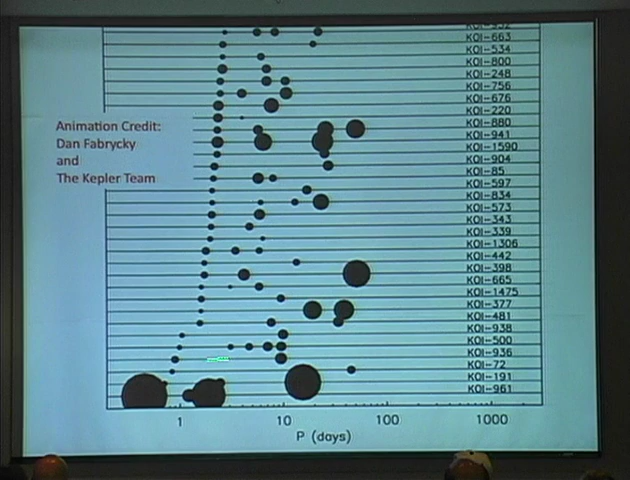 KOI-663
KOI-534
KOI-800
KOI-248
KOI-756
KOI-676
KOI-220
KOI-880
KOI-941
KOI-1590
KOI-904
KOI-85
KOI-597
KOI-834
KOI-573
KOI-343
KOI-339
KOI-1306
KOI-442
KOI-398
KOI-665
KOI-1475
KOI-377
KOI-481
KOI-938
KOI-500
KOI-936
KOI-72
KOI-191
KOI-961
Animation Credit:
Dan Fabrycky
and
The Kepler Team
1 10 100 1000
P (days)